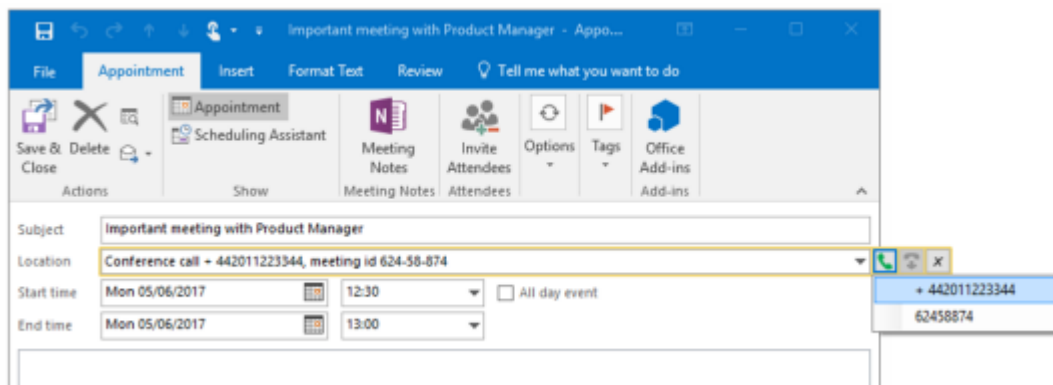 Important meeting with Product Manager - Appo...
File Appointment Insert Format Text Review Tell me what you want to do
Appointment
Scheduling Assistant
Save & Close
Delete
Meeting Notes
Invite Attendees
Options
Tags
Office Add-ins
Actions Show Meeting Notes Attendees Add-ins
Subject Important meeting with Product Manager
Location Conference call + 442011223344, meeting id 624-58-874
x
+ 442011223344
62458874
Start time Mon 05/06/2017 12:30 All day event
End time Mon 05/06/2017 13:00